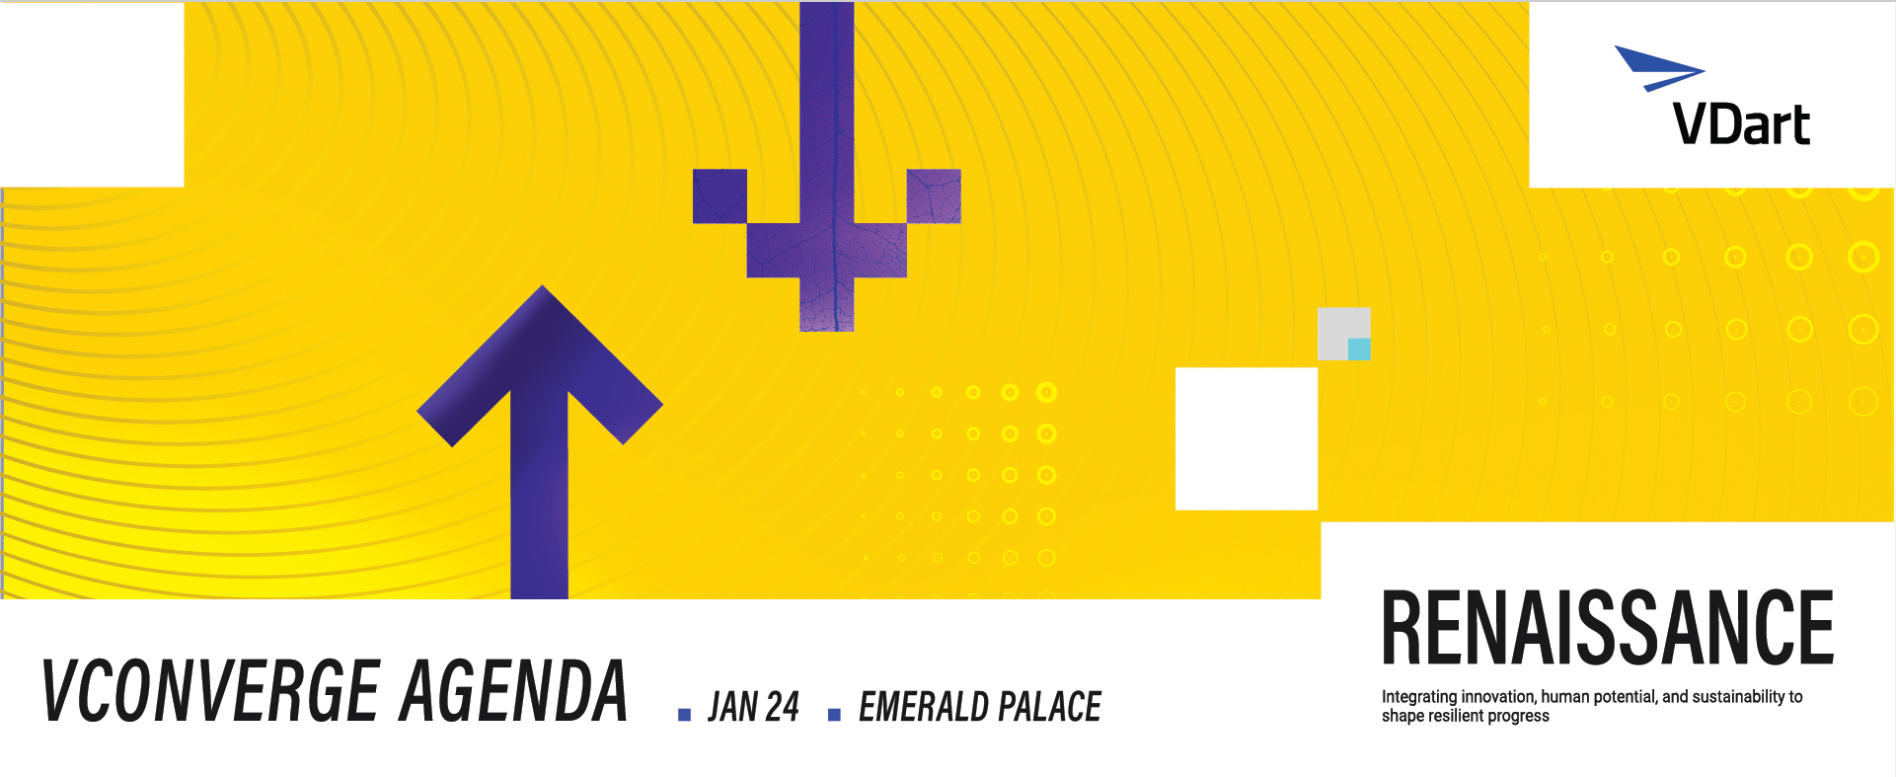 VDart
RENAISSANCE
Integrating innovation, human potential, and sustainability to
shape resilient progress
VCONVERGE AGENDA
JAN 24
EMERALD PALACE